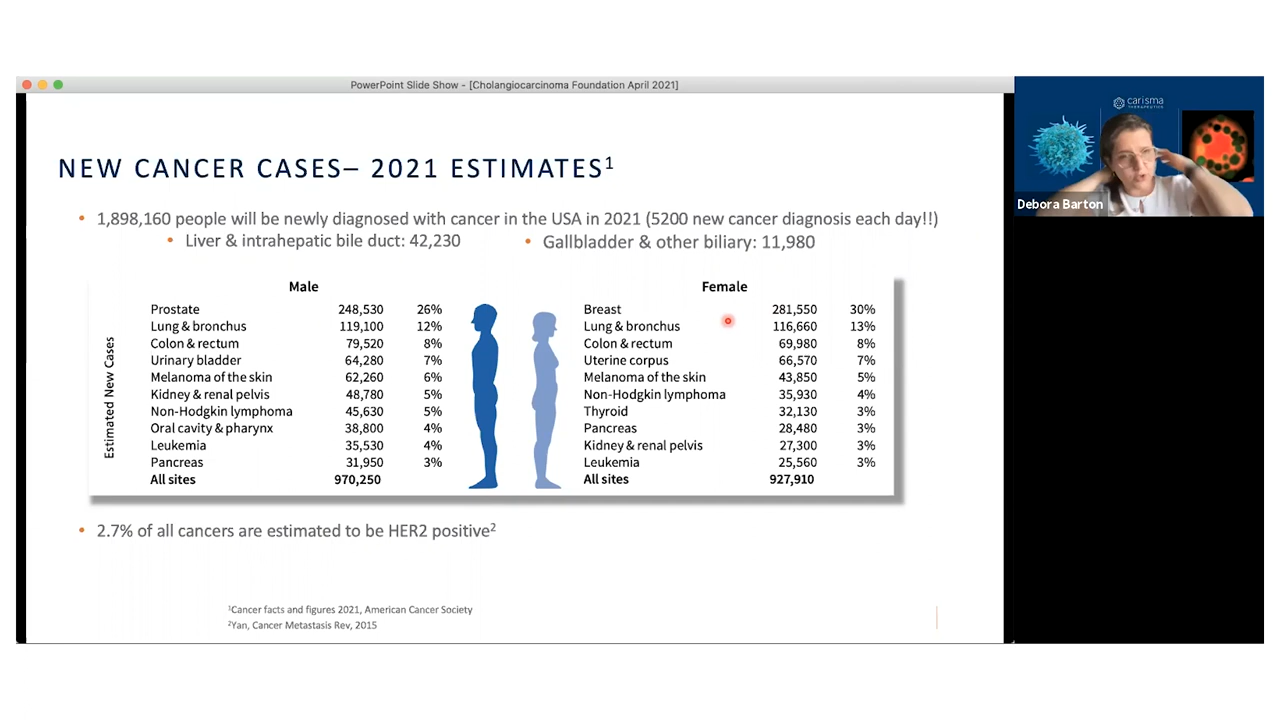 PowerPoint Slide Show - [Cholangiocarcinoma Foundation April 2021]
carisma
THERAPEUTICS
Debora Barton
NEW CANCER CASES– 2021 ESTIMATES1
• 1,898,160 people will be newly diagnosed with cancer in the USA in 2021 (5200 new cancer diagnosis each day!!)
• Liver & intrahepatic bile duct: 42,230 • Gallbladder & other biliary: 11,980
Estimated New Cases
Male
Prostate 248,530 26%
Lung & bronchus 119,100 12%
Colon & rectum 79,520 8%
Urinary bladder 64,280 7%
Melanoma of the skin 62,260 6%
Kidney & renal pelvis 48,780 5%
Non-Hodgkin lymphoma 45,630 5%
Oral cavity & pharynx 38,800 4%
Leukemia 35,530 4%
Pancreas 31,950 3%
All sites 970,250
Female
Breast 281,550 30%
Lung & bronchus 116,660 13%
Colon & rectum 69,980 8%
Uterine corpus 66,570 7%
Melanoma of the skin 43,850 5%
Non-Hodgkin lymphoma 35,930 4%
Thyroid 32,130 3%
Pancreas 28,480 3%
Kidney & renal pelvis 27,300 3%
Leukemia 25,560 3%
All sites 927,910
• 2.7% of all cancers are estimated to be HER2 positive2
1Cancer facts and figures 2021, American Cancer Society
2Yan, Cancer Metastasis Rev, 2015